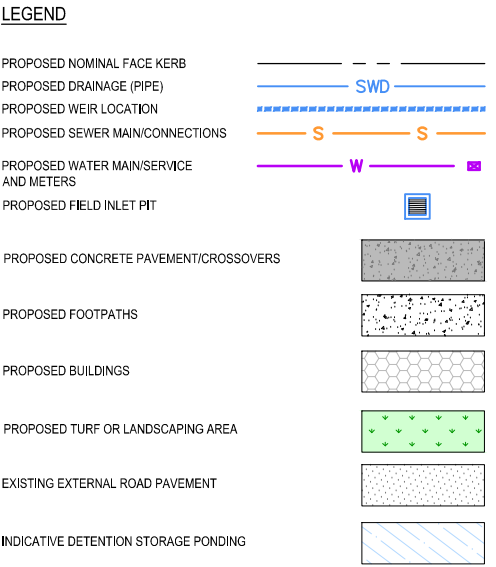 LEGEND
PROPOSED NOMINAL FACE KERB
PROPOSED DRAINAGE (PIPE) SWD
PROPOSED WEIR LOCATION
PROPOSED SEWER MAIN/CONNECTIONS S S
PROPOSED WATER MAIN/SERVICE W
AND METERS
PROPOSED FIELD INLET PIT
PROPOSED CONCRETE PAVEMENT/CROSSOVERS
PROPOSED FOOTPATHS
PROPOSED BUILDINGS
PROPOSED TURF OR LANDSCAPING AREA
EXISTING EXTERNAL ROAD PAVEMENT
INDICATIVE DETENTION STORAGE PONDING